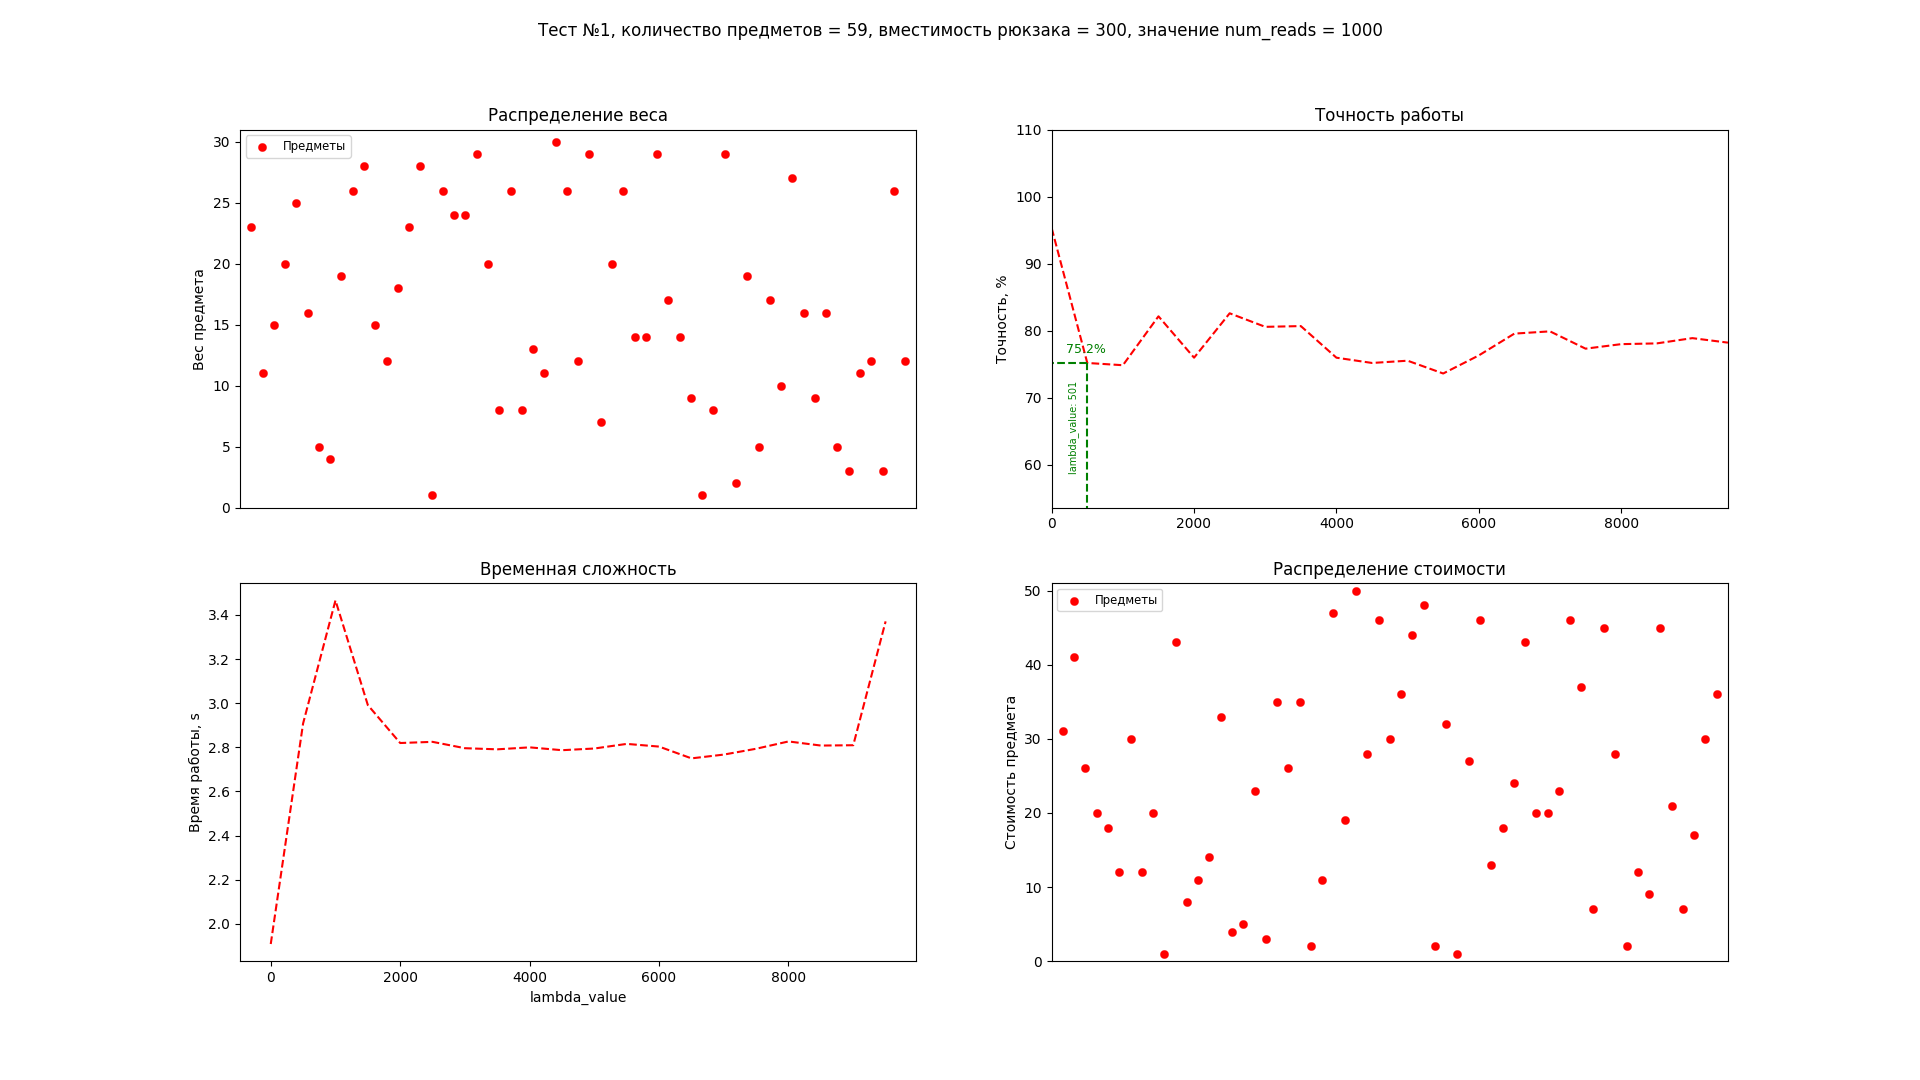 Тест №1, количество предметов = 59, вместимость рюкзака = 300, значение num_reads = 1000
Распределение веса
Предметы
Вес предмета
30
25
20
15
10
5
0
Точность работы
Точность, %
110
100
90
80
70
60
75.2%
lambda_value: 501
0 2000 4000 6000 8000
Временная сложность
Время работы, s
3.4
3.2
3.0
2.8
2.6
2.4
2.2
2.0
0 2000 4000 6000 8000
lambda_value
Распределение стоимости
Предметы
Стоимость предмета
50
40
30
20
10
0